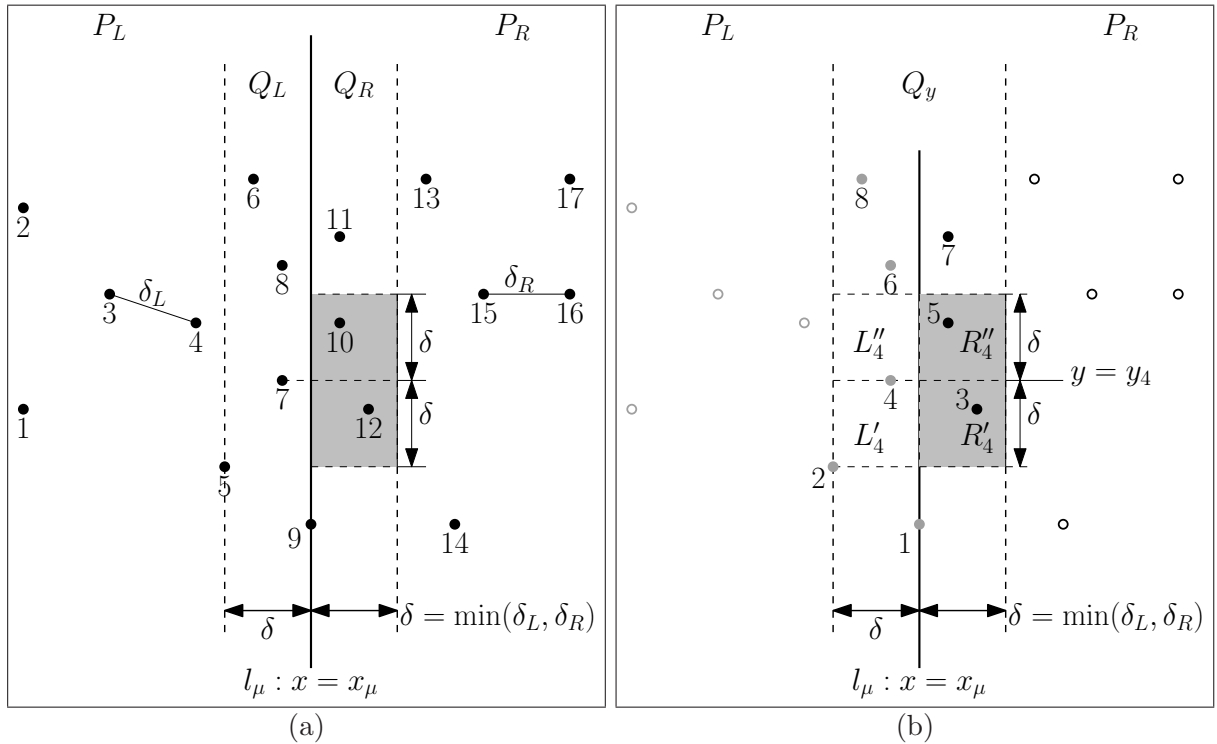 P_L P_R
Q_L Q_R
6 13 17
2 11
8
3 δ_L δ_R
4 10 15 16
δ
7
1 12 δ
5
9 14
δ δ = min(δ_L, δ_R)
l_μ : x = x_μ
(a)
P_L P_R
Q_y
8
7
6
5
L″_4 R″_4 δ
y = y_4
4 3
L′_4 R′_4 δ
2
1
δ δ = min(δ_L, δ_R)
l_μ : x = x_μ
(b)